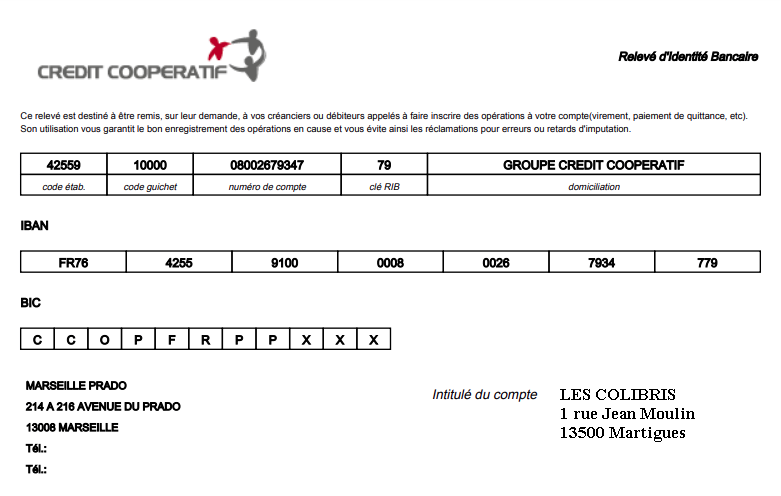 CREDIT COOPERATIF
Relevé d'Identité Bancaire
Ce relevé est destiné à être remis, sur leur demande, à vos créanciers ou débiteurs appelés à faire inscrire des opérations à votre compte(virement, paiement de quittance, etc).
Son utilisation vous garantit le bon enregistrement des opérations en cause et vous évite ainsi les réclamations pour erreurs ou retards d'imputation.
42559 10000 08002679347 79 GROUPE CREDIT COOPERATIF
code étab. code guichet numéro de compte clé RIB domiciliation
IBAN
FR76 4255 9100 0008 0026 7934 779
BIC
C C O P F R P P X X X
MARSEILLE PRADO
214 A 216 AVENUE DU PRADO
13008 MARSEILLE
Tél.:
Tél.:
Intitulé du compte LES COLIBRIS
1 rue Jean Moulin
13500 Martigues